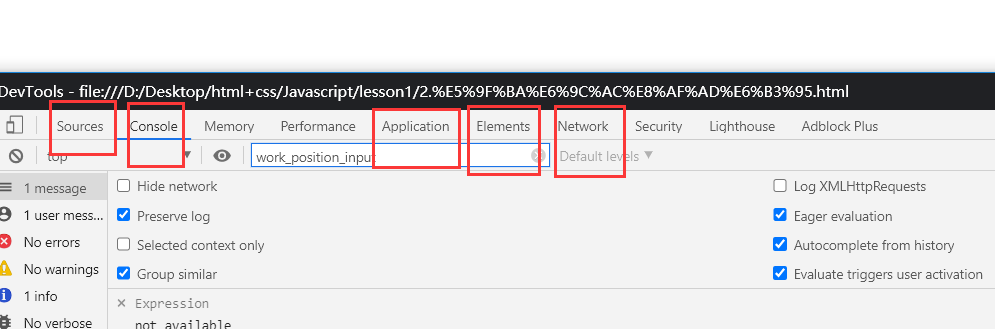 DevTools - file:///D:/Desktop/html+css/Javascript/lesson1/2.%E5%9F%BA%E6%9C%AC%E8%AF%AD%E6%B3%95.html
Sources Console Memory Performance Application Elements Network Security Lighthouse Adblock Plus
top work_position_input Default levels
1 message
Hide network Log XMLHttpRequests
1 user mess...
Preserve log Eager evaluation
No errors
Selected context only Autocomplete from history
No warnings
Group similar Evaluate triggers user activation
1 info
Expression
No verbose
not available